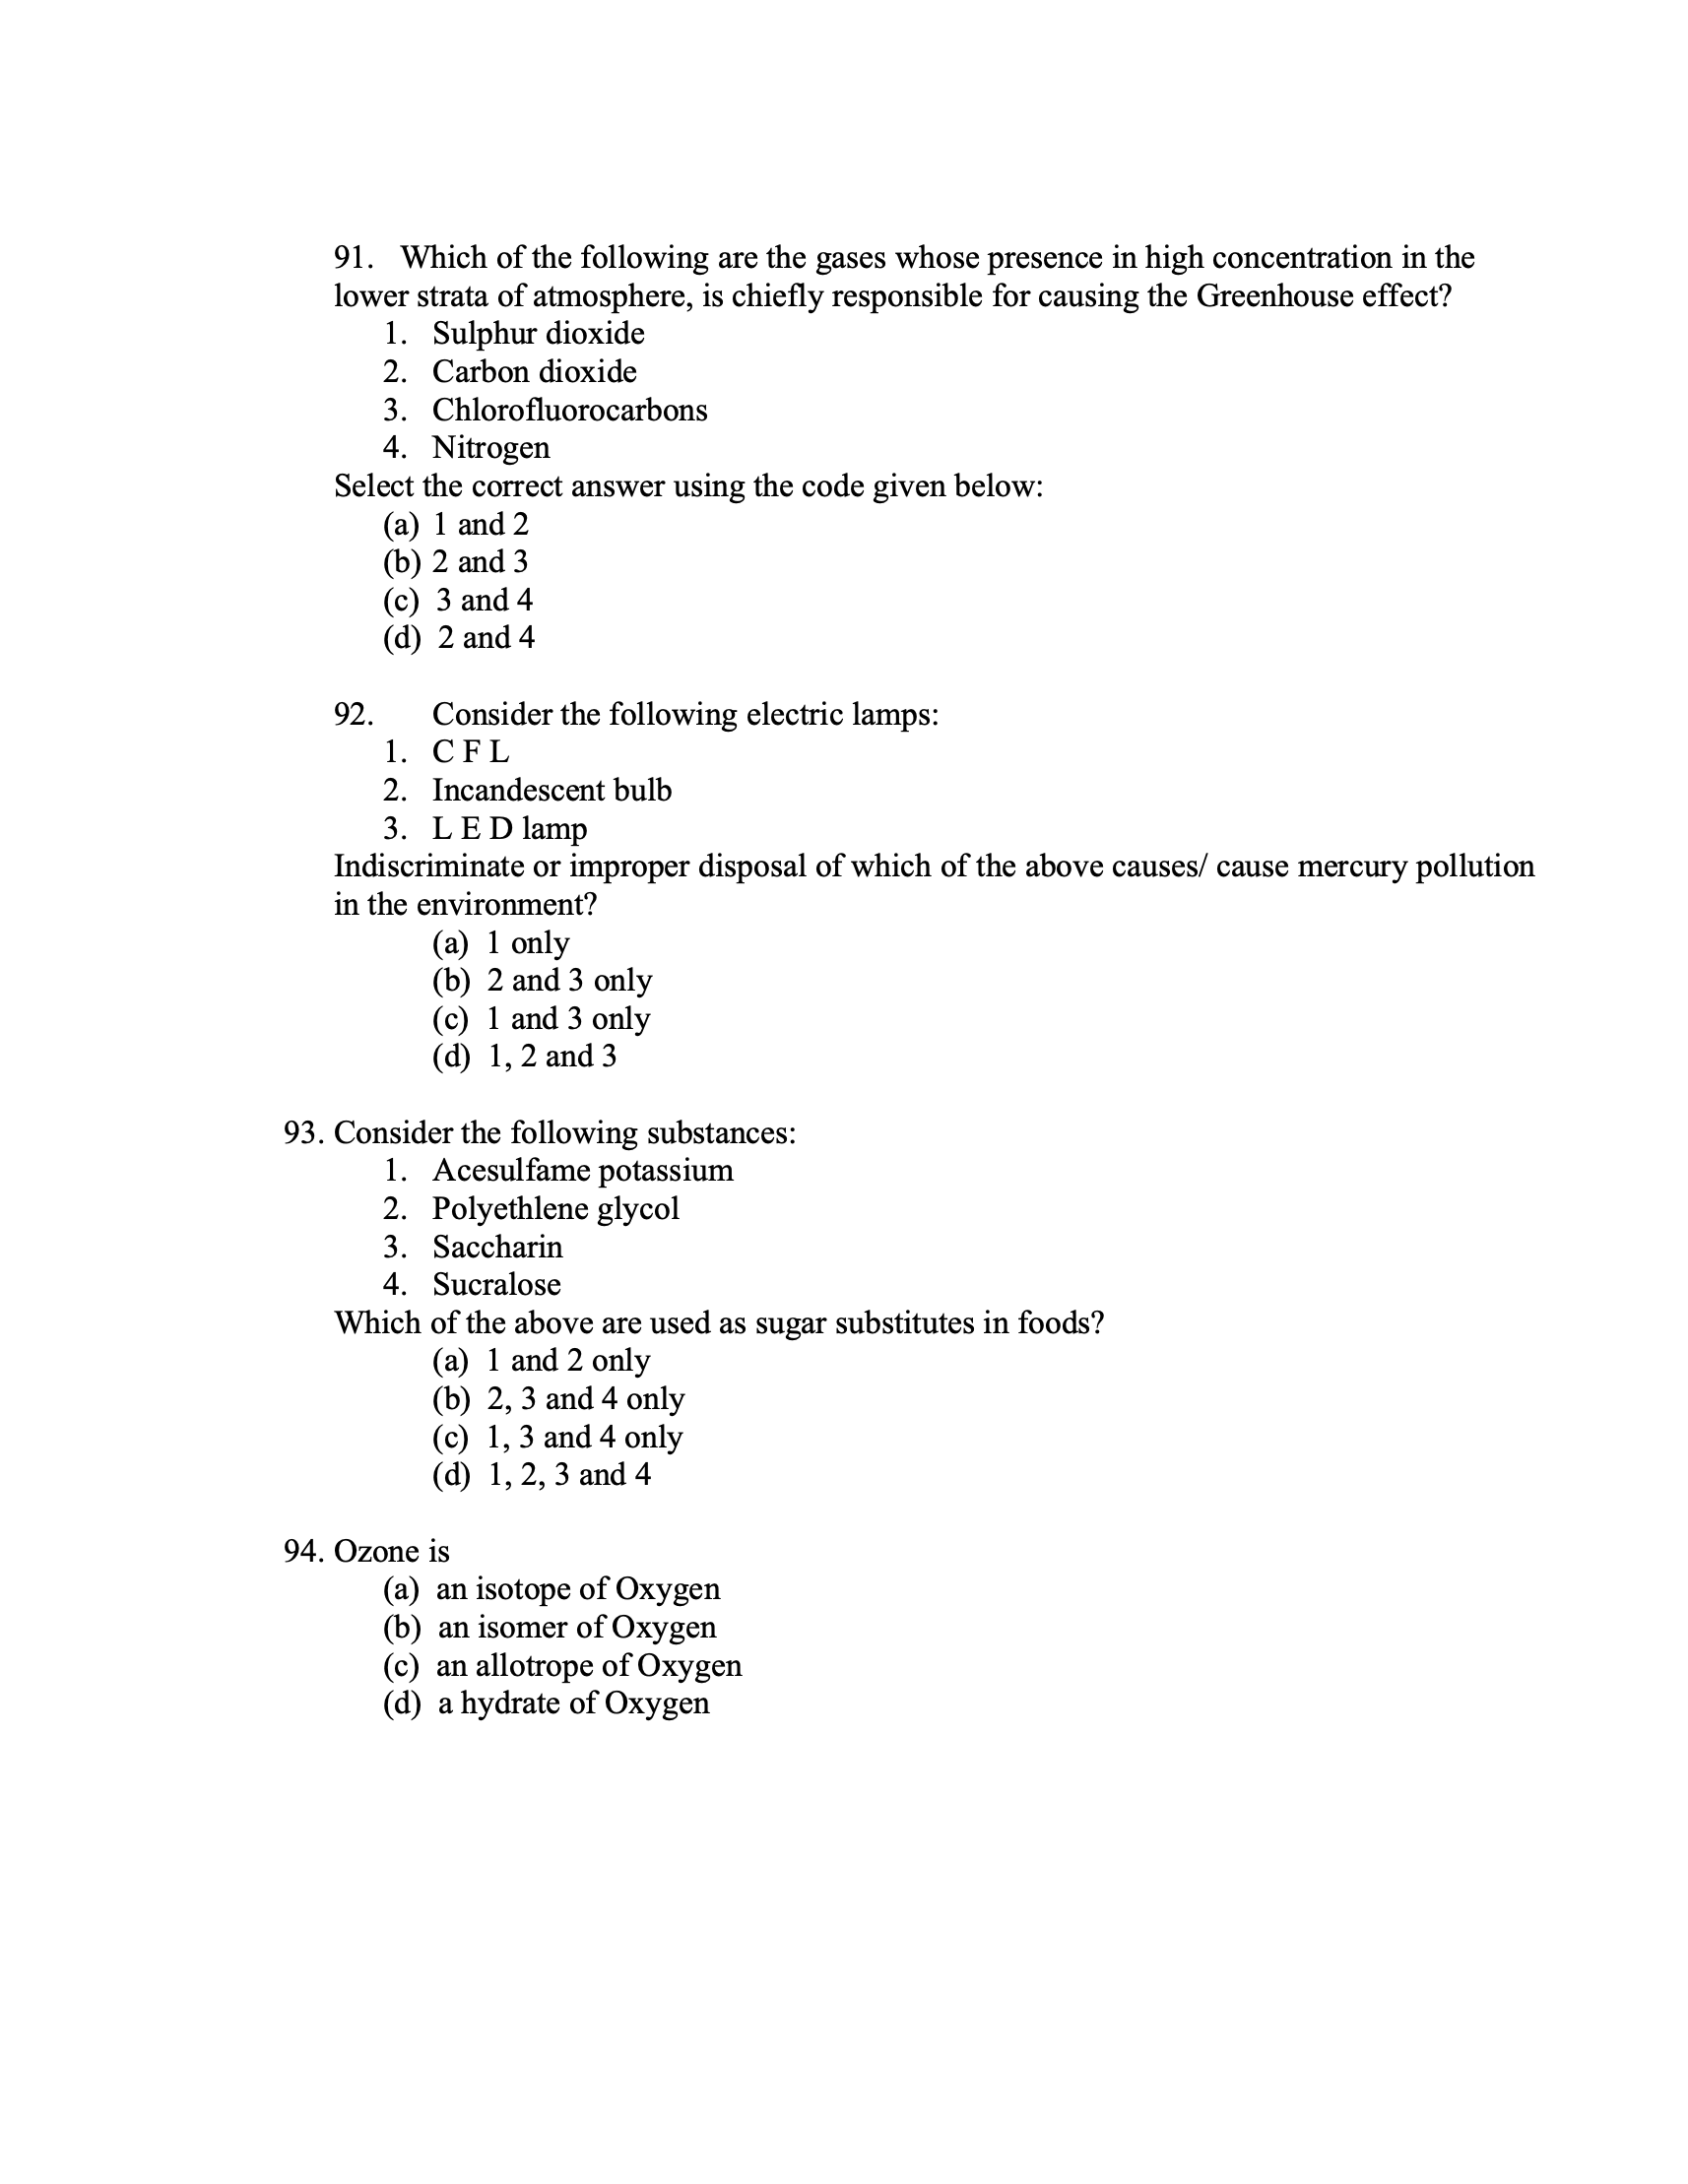 91. Which of the following are the gases whose presence in high concentration in the
lower strata of atmosphere, is chiefly responsible for causing the Greenhouse effect?
1. Sulphur dioxide
2. Carbon dioxide
3. Chlorofluorocarbons
4. Nitrogen
Select the correct answer using the code given below:
(a) 1 and 2
(b) 2 and 3
(c) 3 and 4
(d) 2 and 4
92. Consider the following electric lamps:
1. C F L
2. Incandescent bulb
3. L E D lamp
Indiscriminate or improper disposal of which of the above causes/ cause mercury pollution
in the environment?
(a) 1 only
(b) 2 and 3 only
(c) 1 and 3 only
(d) 1, 2 and 3
93. Consider the following substances:
1. Acesulfame potassium
2. Polyethlene glycol
3. Saccharin
4. Sucralose
Which of the above are used as sugar substitutes in foods?
(a) 1 and 2 only
(b) 2, 3 and 4 only
(c) 1, 3 and 4 only
(d) 1, 2, 3 and 4
94. Ozone is
(a) an isotope of Oxygen
(b) an isomer of Oxygen
(c) an allotrope of Oxygen
(d) a hydrate of Oxygen